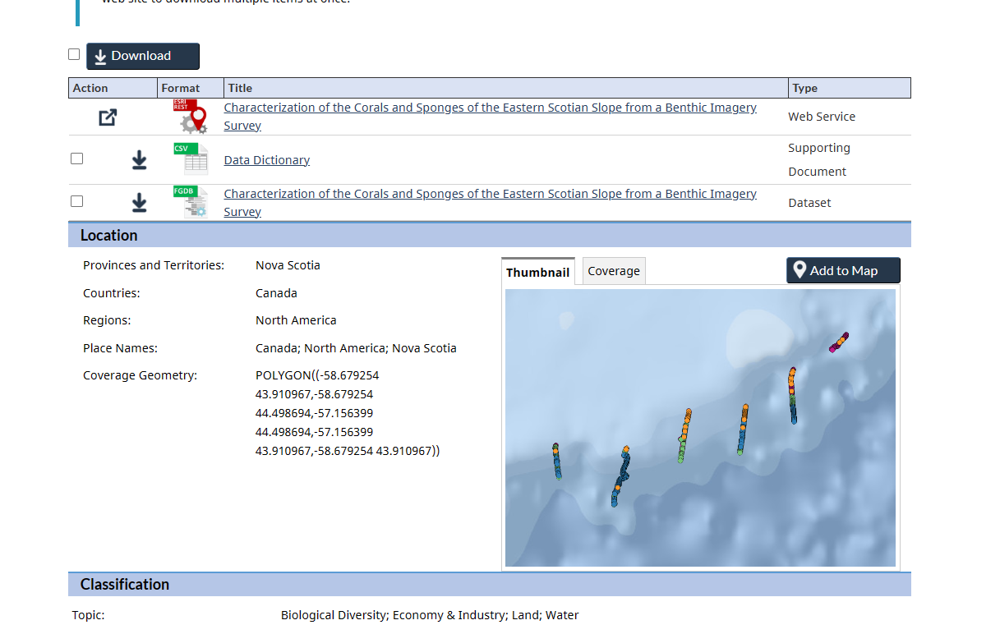 web site to download multiple items at once.
Download
Action Format Title Type
ESRI REST
Characterization of the Corals and Sponges of the Eastern Scotian Slope from a Benthic Imagery
Survey
Web Service
CSV
Data Dictionary
Supporting
Document
FGDB
Characterization of the Corals and Sponges of the Eastern Scotian Slope from a Benthic Imagery
Survey
Dataset
Location
Provinces and Territories: Nova Scotia
Countries: Canada
Regions: North America
Place Names: Canada; North America; Nova Scotia
Coverage Geometry: POLYGON((-58.679254
43.910967,-58.679254
44.498694,-57.156399
44.498694,-57.156399
43.910967,-58.679254 43.910967))
Thumbnail Coverage Add to Map
Classification
Topic: Biological Diversity; Economy & Industry; Land; Water